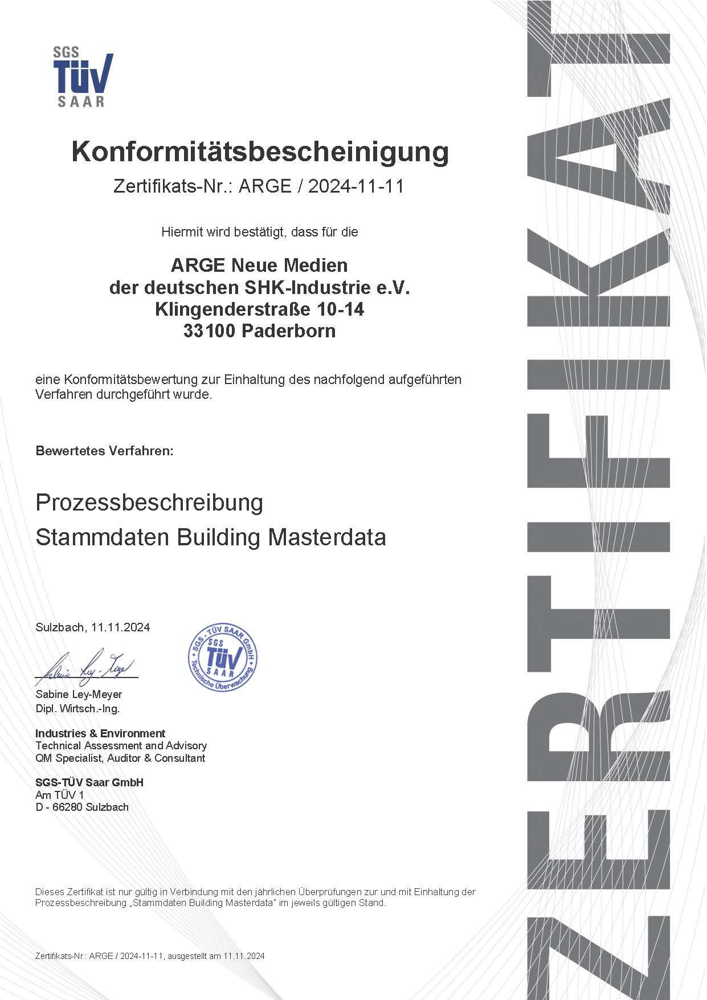 SGS
TÜV
SAAR
Konformitätsbescheinigung
Zertifikats-Nr.: ARGE / 2024-11-11
Hiermit wird bestätigt, dass für die
ARGE Neue Medien
der deutschen SHK-Industrie e.V.
Klingenderstraße 10-14
33100 Paderborn
eine Konformitätsbewertung zur Einhaltung des nachfolgend aufgeführten
Verfahren durchgeführt wurde.
Bewertetes Verfahren:
Prozessbeschreibung
Stammdaten Building Masterdata
Sulzbach, 11.11.2024
SGS - TÜV SAAR GmbH
Technische Überwachung
SGS
TÜV
SAAR
Sabine Ley-Meyer
Sabine Ley-Meyer
Dipl. Wirtsch.-Ing.
Industries & Environment
Technical Assessment and Advisory
QM Specialist, Auditor & Consultant
SGS-TÜV Saar GmbH
Am TÜV 1
D - 66280 Sulzbach
Dieses Zertifikat ist nur gültig in Verbindung mit den jährlichen Überprüfungen zur und mit Einhaltung der
Prozessbeschreibung „Stammdaten Building Masterdata“ im jeweils gültigen Stand.
Zertifikats-Nr.: ARGE / 2024-11-11, ausgestellt am 11.11.2024
ZERTIFIKAT